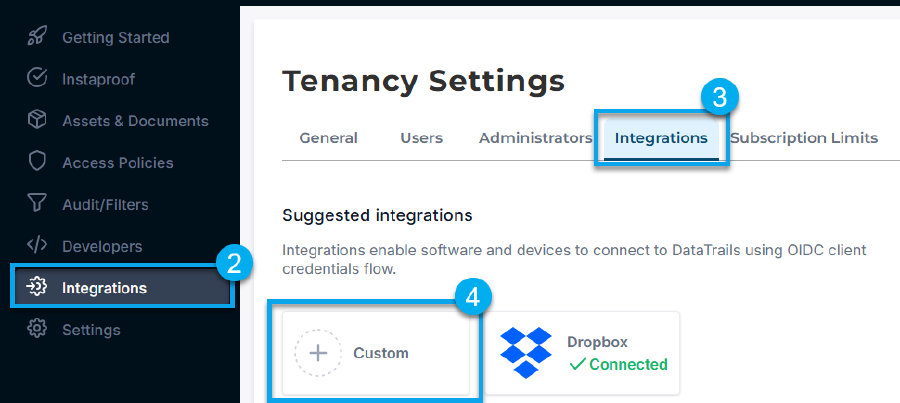 Getting Started
Instaproof
Assets & Documents
Access Policies
Audit/Filters
Developers
2
Integrations
Settings
Tenancy Settings
3
General Users Administrators Integrations Subscription Limits
Suggested integrations
Integrations enable software and devices to connect to DataTrails using OIDC client
credentials flow.
4
Custom
Dropbox
Connected